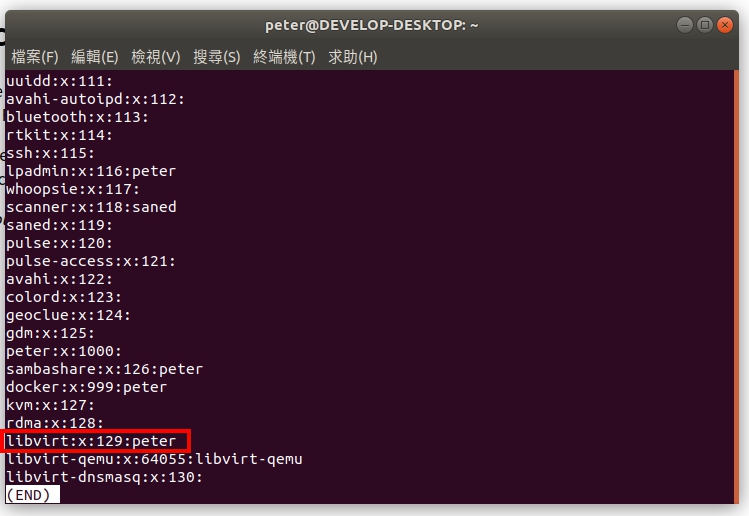 peter@DEVELOP-DESKTOP: ~
檔案(F) 編輯(E) 檢視(V) 搜尋(S) 終端機(T) 求助(H)
uuidd:x:111:
avahi-autoipd:x:112:
bluetooth:x:113:
rtkit:x:114:
ssh:x:115:
lpadmin:x:116:peter
whoopsie:x:117:
scanner:x:118:saned
saned:x:119:
pulse:x:120:
pulse-access:x:121:
avahi:x:122:
colord:x:123:
geoclue:x:124:
gdm:x:125:
peter:x:1000:
sambashare:x:126:peter
docker:x:999:peter
kvm:x:127:
rdma:x:128:
libvirt:x:129:peter
libvirt-qemu:x:64055:libvirt-qemu
libvirt-dnsmasq:x:130:
(END)